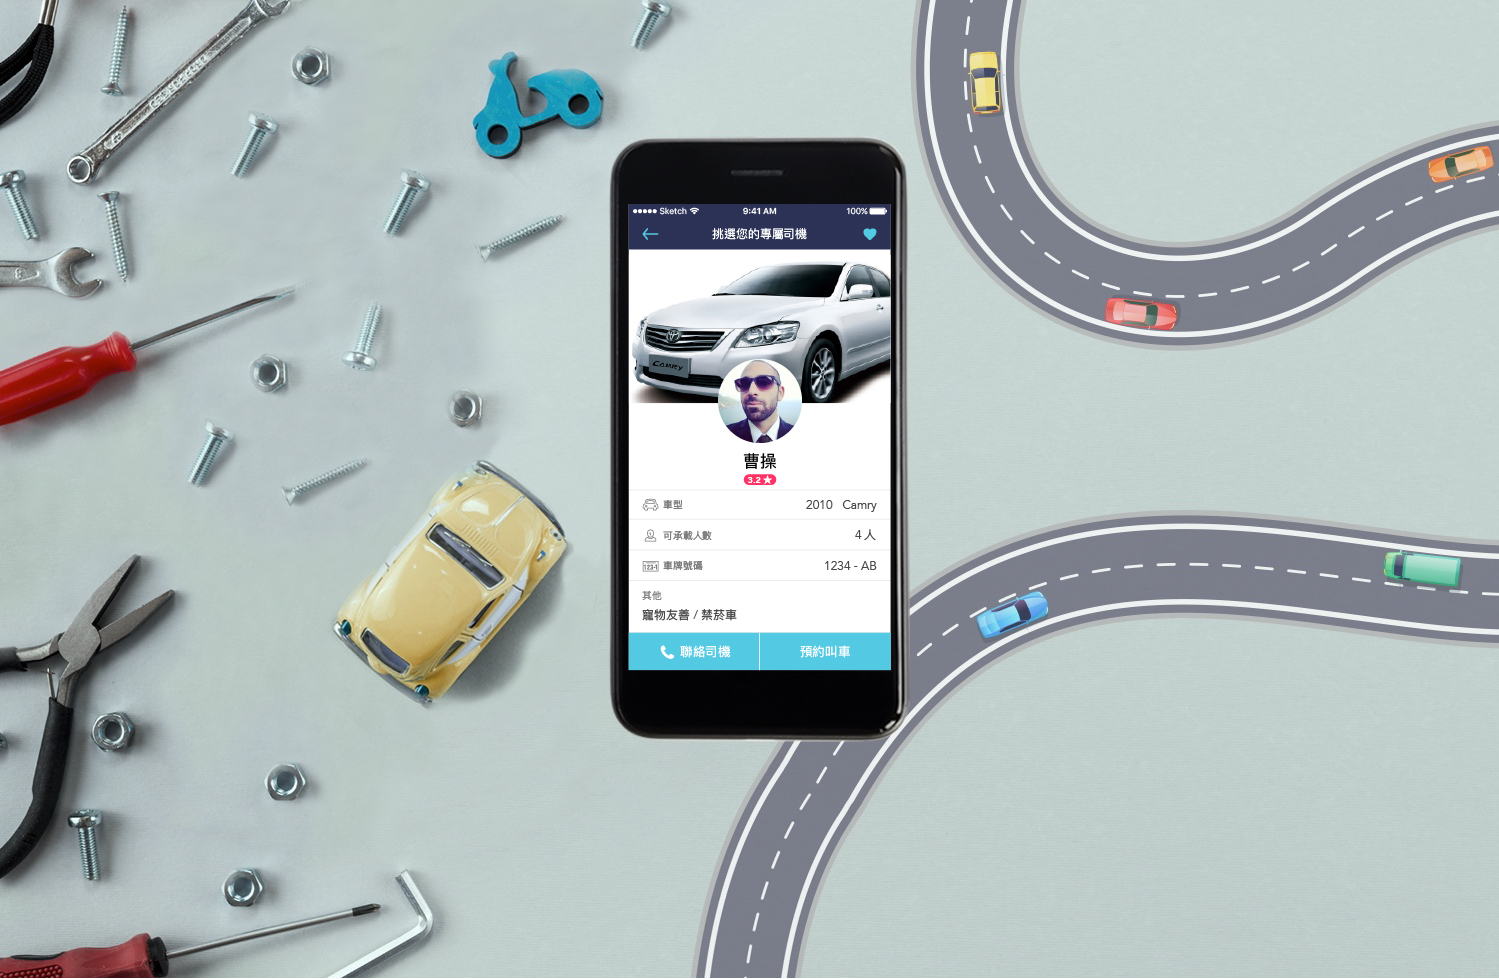 ●●●●● Sketch 9:41 AM 100%
挑選您的專屬司機
CAMRY
曹操
3.2 ★
車型 2010 Camry
可承載人數 4 人
123-1 車牌號碼 1234 - AB
其他
寵物友善 / 禁菸車
聯絡司機 預約叫車